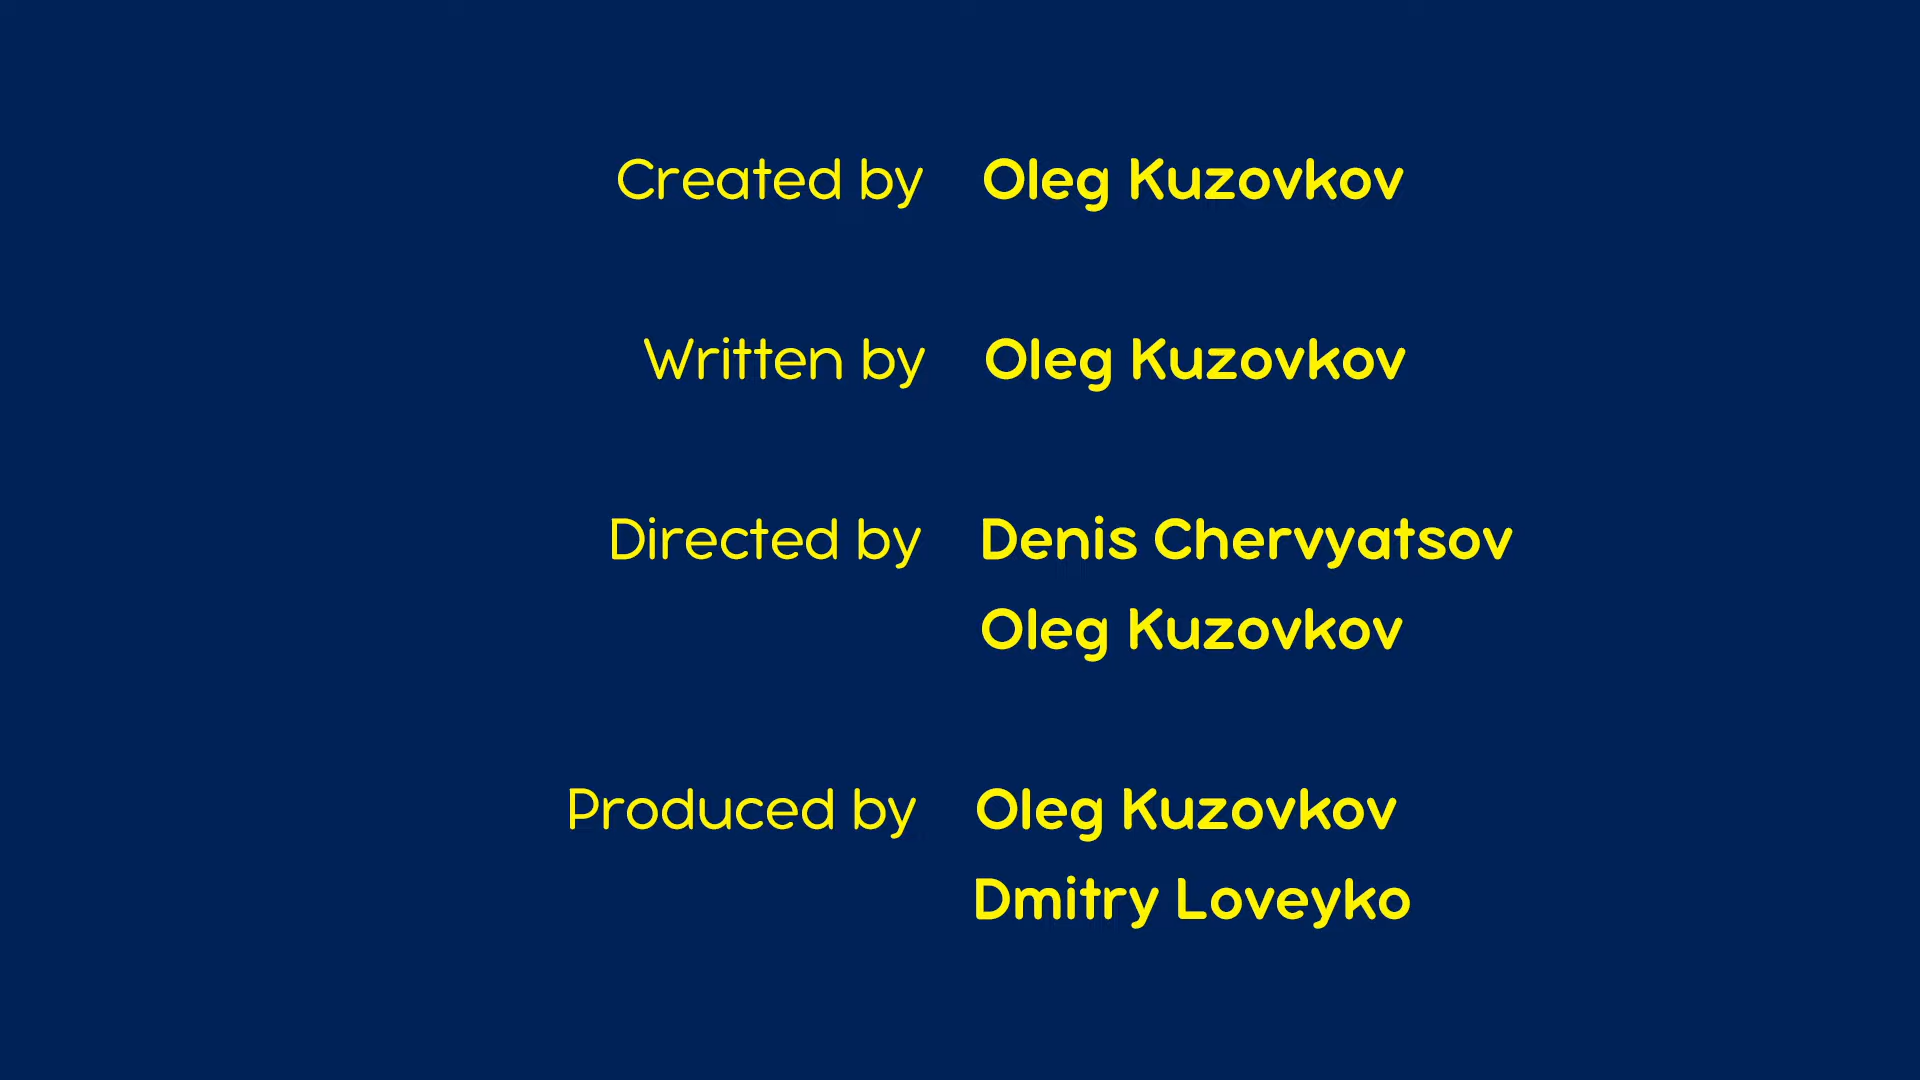 Created by Oleg Kuzovkov
Written by Oleg Kuzovkov
Directed by Denis Chervyatsov
Oleg Kuzovkov
Produced by Oleg Kuzovkov
Dmitry Loveyko